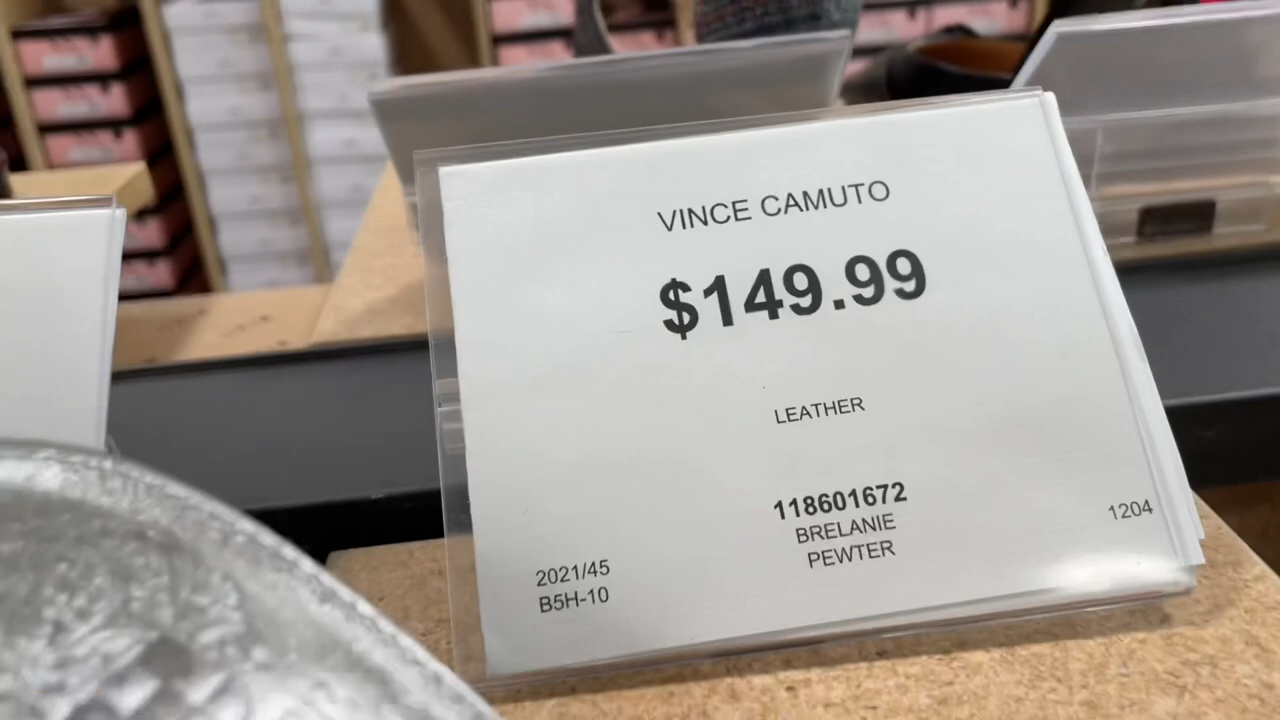 VINCE CAMUTO
$149.99
LEATHER
118601672
BRELANIE
PEWTER
1204
2021/45
B5H-10